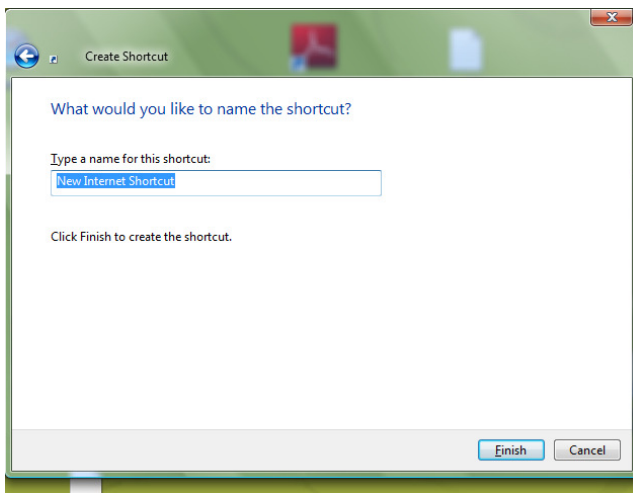 Create Shortcut
What would you like to name the shortcut?
Type a name for this shortcut:
New Internet Shortcut
Click Finish to create the shortcut.
Finish Cancel